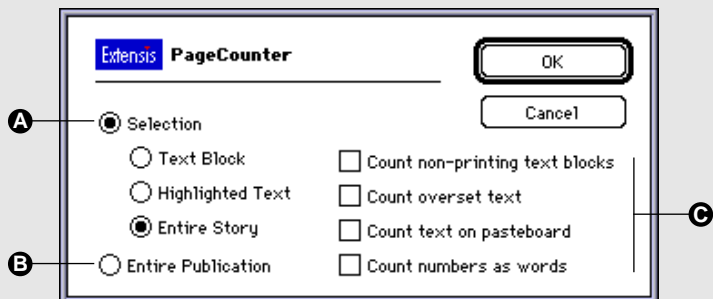 Extensis PageCounter
OK
Cancel
A
Selection
Text Block
Highlighted Text
Entire Story
B
Entire Publication
Count non-printing text blocks
Count overset text
Count text on pasteboard
Count numbers as words
C